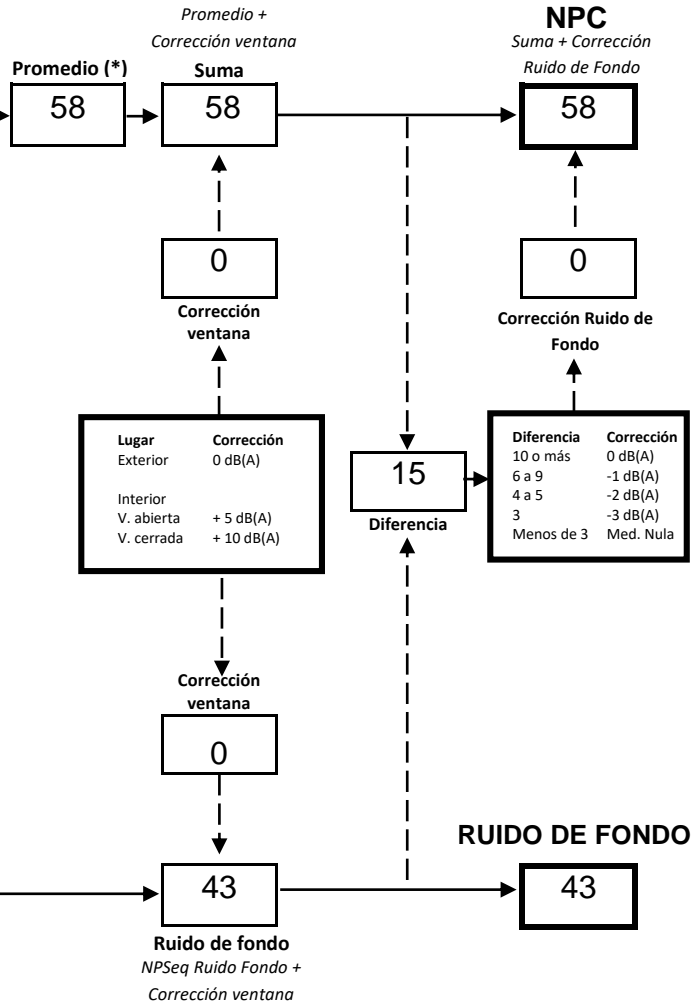 Promedio +
Corrección ventana
NPC
Suma + Corrección
Ruido de Fondo
Promedio (*)
Suma
58
58
58
0
0
Corrección
ventana
Corrección Ruido de
Fondo
Lugar Corrección
Exterior 0 dB(A)
Interior
V. abierta + 5 dB(A)
V. cerrada + 10 dB(A)
15
Diferencia
Diferencia Corrección
10 o más 0 dB(A)
6 a 9 -1 dB(A)
4 a 5 -2 dB(A)
3 -3 dB(A)
Menos de 3 Med. Nula
Corrección
ventana
0
RUIDO DE FONDO
43
43
Ruido de fondo
NPSeq Ruido Fondo +
Corrección ventana